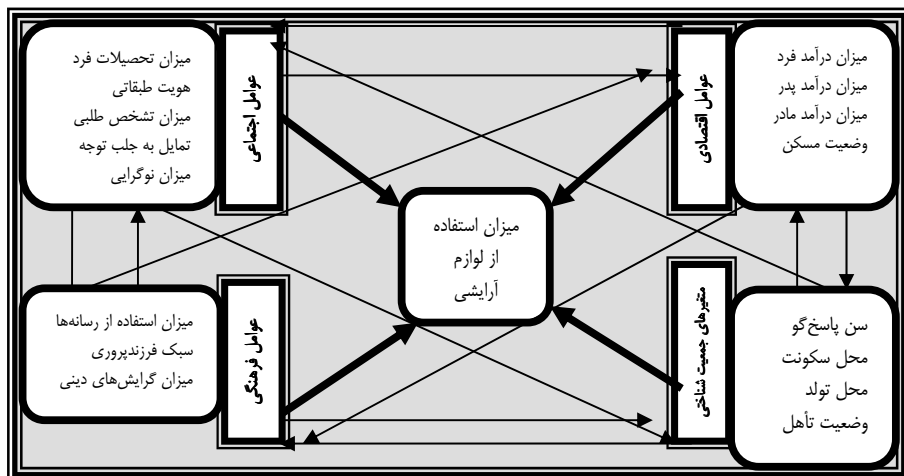 میزان درآمد فرد
میزان درآمد پدر
میزان درآمد مادر
وضعیت مسکن
عوامل اقتصادی
عوامل اجتماعی
میزان تحصیلات فرد
هویت طبقاتی
میزان تشخص طلبی
تمایل به جلب توجه
میزان نوگرایی
میزان استفاده
از لوازم
آرایشی
سن پاسخ‌گو
محل سکونت
محل تولد
وضعیت تأهل
متغیرهای جمعیت شناختی
عوامل فرهنگی
میزان استفاده از رسانه‌ها
سبک فرزندپروری
میزان گرایش‌های دینی